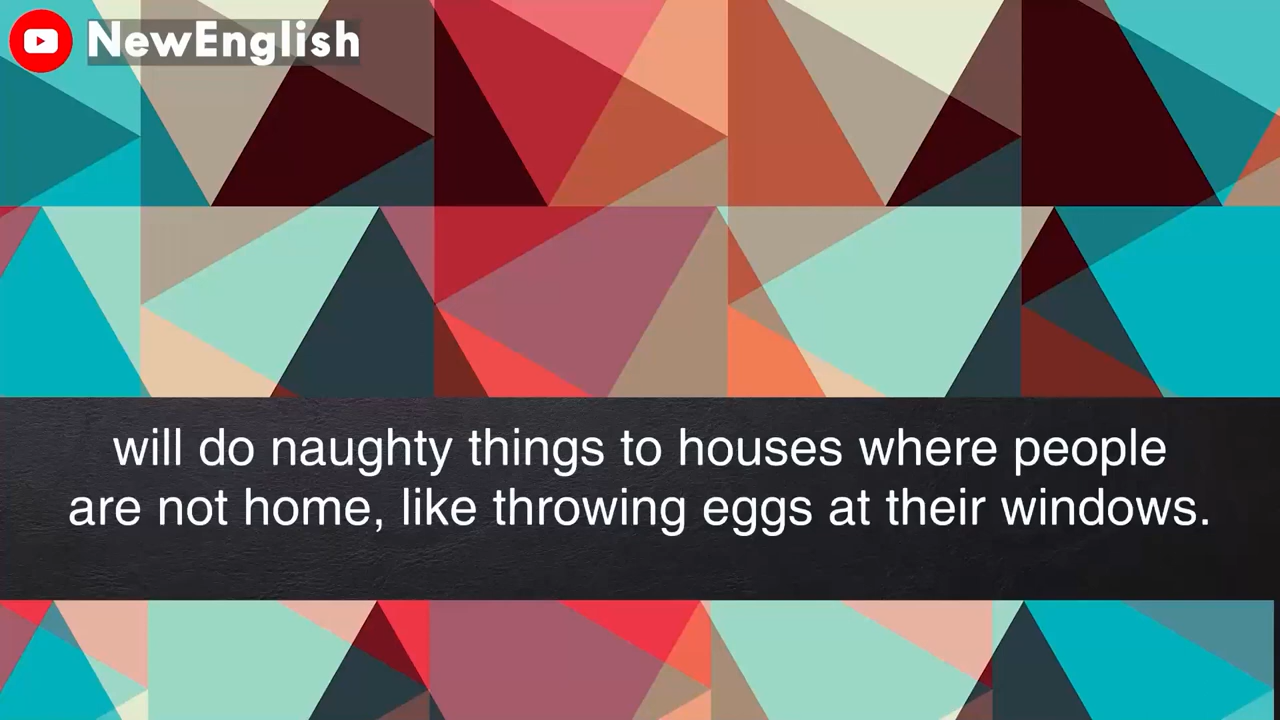 NewEnglish
will do naughty things to houses where people
are not home, like throwing eggs at their windows.